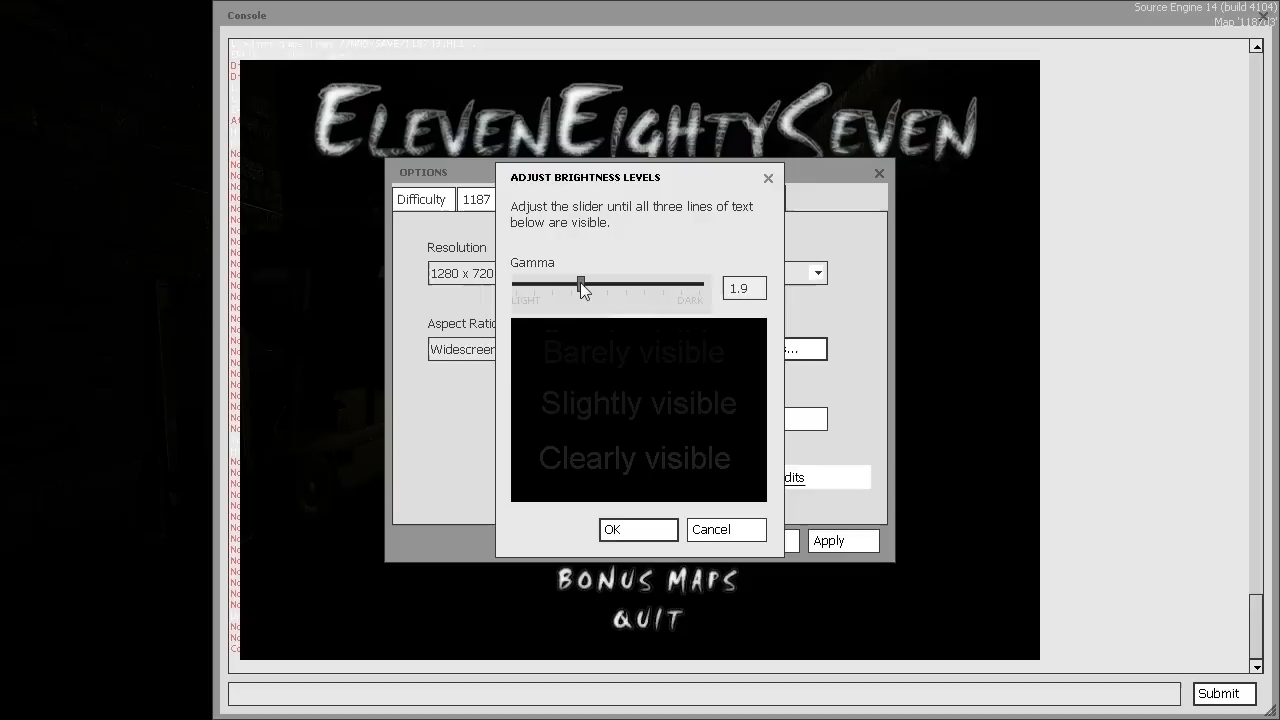 Console
Source Engine 14 (build 4104)
Map '1187d3'
ELEVENEIGHTYSEVEN
OPTIONS
Difficulty
1187
Resolution
1280 x 720
Aspect Ratio
Widescreen
ADJUST BRIGHTNESS LEVELS
Adjust the slider until all three lines of text
below are visible.
Gamma
1.9
LIGHT
DARK
Barely visible
Slightly visible
Clearly visible
OK
Cancel
s...
dits
Apply
BONUS MAPS
QUIT
Submit